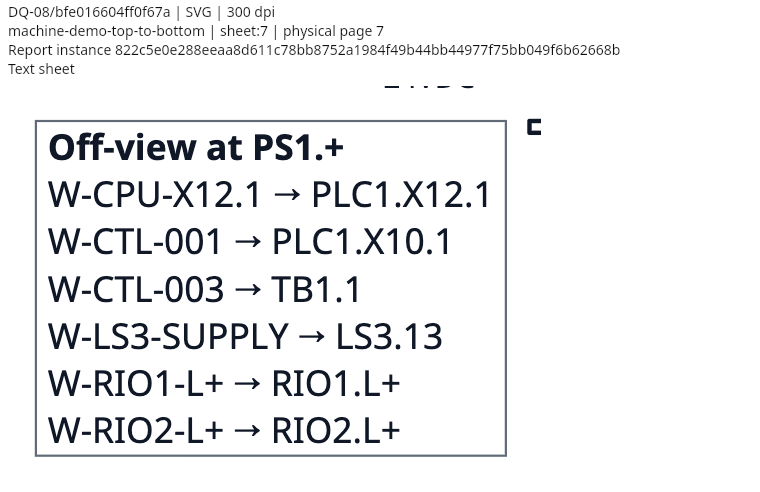 DQ-08/bfe016604ff0f67a | SVG | 300 dpi
machine-demo-top-to-bottom | sheet:7 | physical page 7
Report instance 822c5e0e288eeaa8d611c78bb8752a1984f49b44bb44977f75bb049f6b62668b
Text sheet
Off-view at PS1.+
W-CPU-X12.1 → PLC1.X12.1
W-CTL-001 → PLC1.X10.1
W-CTL-003 → TB1.1
W-LS3-SUPPLY → LS3.13
W-RIO1-L+ → RIO1.L+
W-RIO2-L+ → RIO2.L+